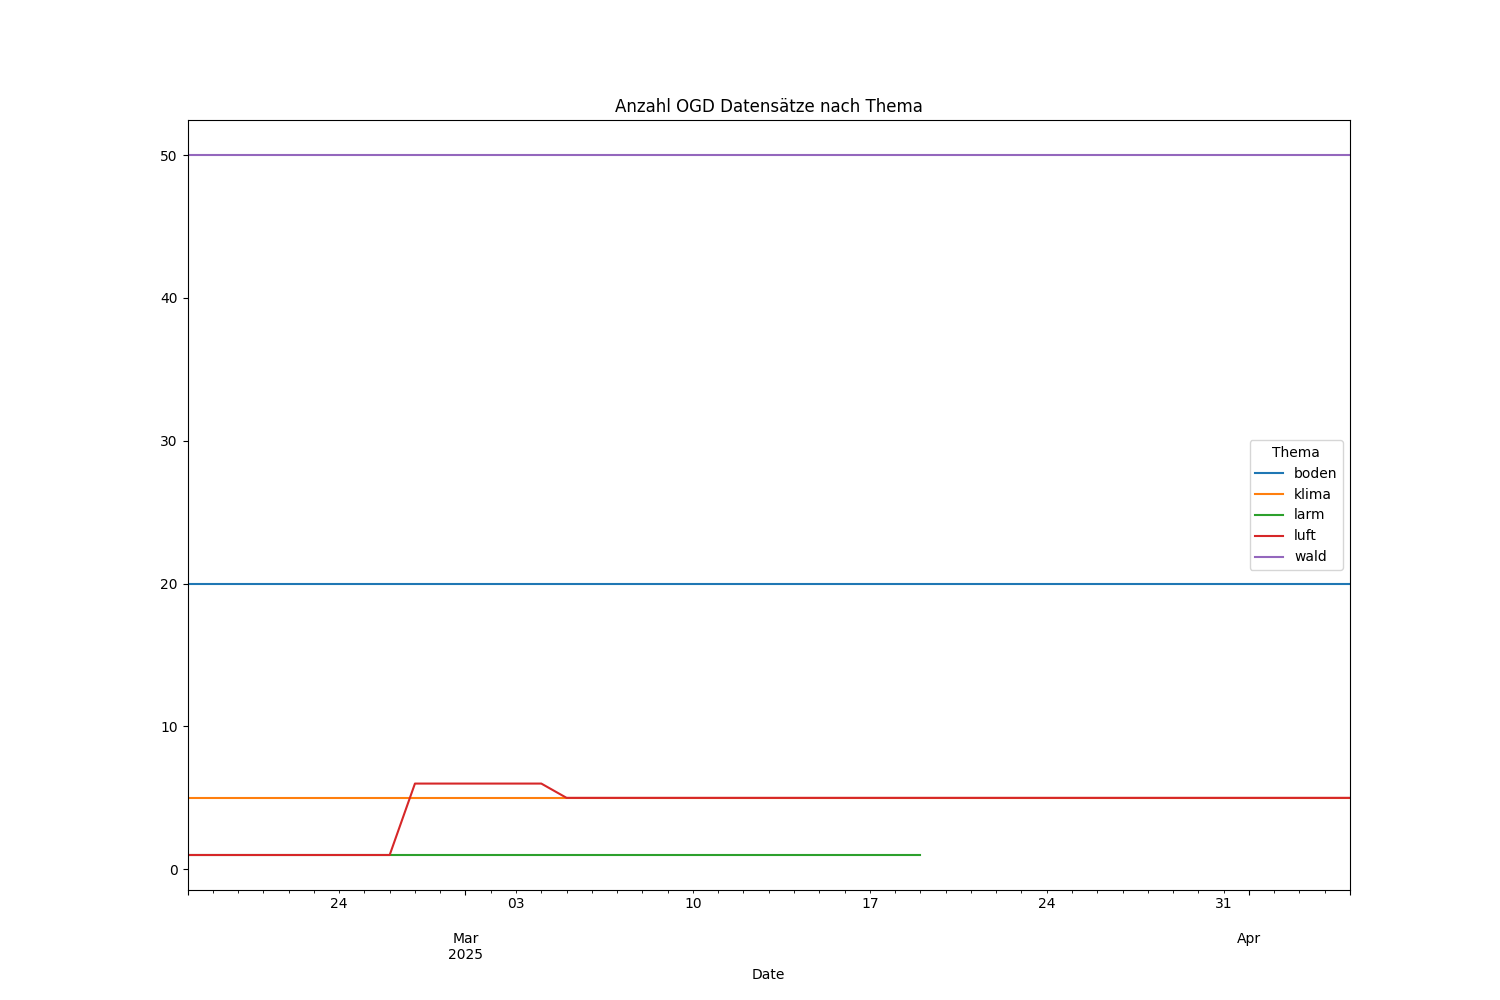 Anzahl OGD Datensätze nach Thema
50
40
30
20
10
0
Thema
boden
klima
larm
luft
wald
24 03 10 17 24 31
Mar Apr
2025
Date